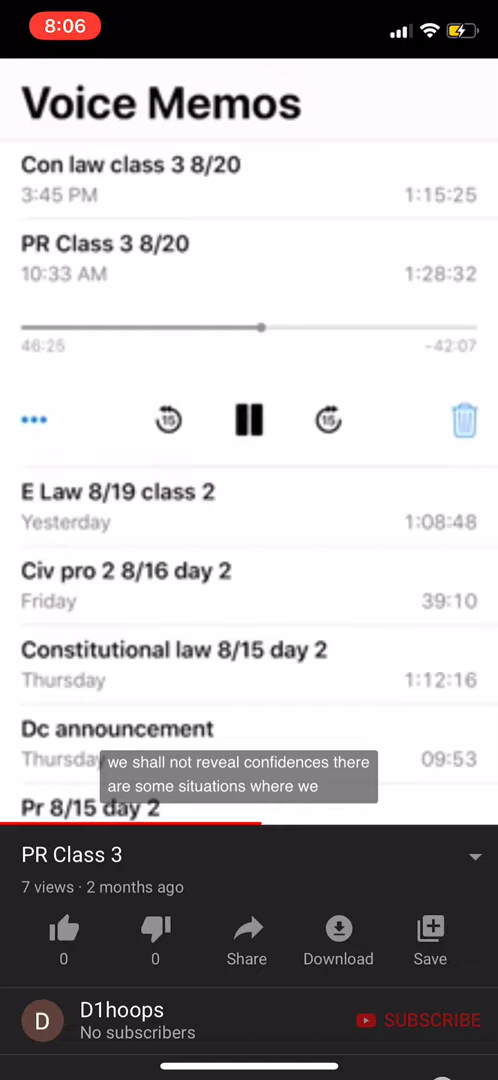 8:06
Voice Memos
Con law class 3 8/20
3:45 PM 1:15:25
PR Class 3 8/20
10:33 AM 1:28:32
46:25 -42:07
15 15
E Law 8/19 class 2
Yesterday 1:08:48
Civ pro 2 8/16 day 2
Friday 39:10
Constitutional law 8/15 day 2
Thursday 1:12:16
Dc announcement
Thursday 09:53
we shall not reveal confidences there
are some situations where we
Pr 8/15 day 2
PR Class 3
7 views · 2 months ago
0 0 Share Download Save
D D1hoops SUBSCRIBE
No subscribers